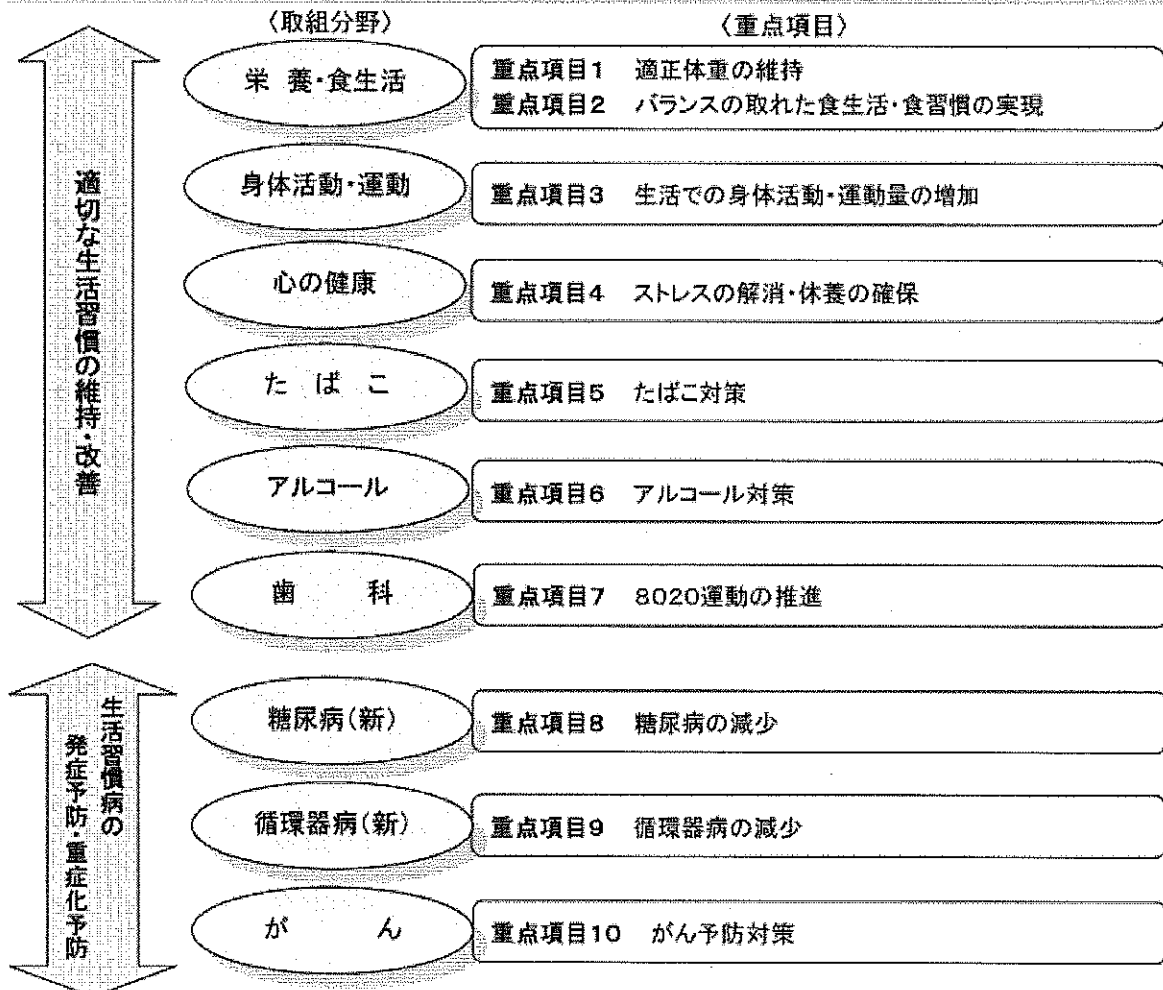 〈取組分野〉 〈重点項目〉
適切な生活習慣の維持・改善
栄 養・食生活
重点項目1 適正体重の維持
重点項目2 バランスの取れた食生活・食習慣の実現
身体活動・運動
重点項目3 生活での身体活動・運動量の増加
心の健康
重点項目4 ストレスの解消・休養の確保
た ば こ
重点項目5 たばこ対策
アルコール
重点項目6 アルコール対策
歯 科
重点項目7 8020運動の推進
生活習慣病の
発症予防・重症化予防
糖尿病(新)
重点項目8 糖尿病の減少
循環器病(新)
重点項目9 循環器病の減少
が ん
重点項目10 がん予防対策